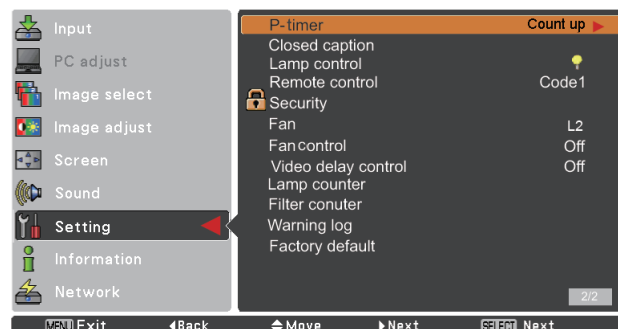 Input
PC adjust
Image select
Image adjust
Screen
Sound
Setting
Information
Network
P-timer Count up
Closed caption
Lamp control
Remote control Code1
Security
Fan L2
Fancontrol Off
Video delay control Off
Lamp counter
Filter conuter
Warning log
Factory default
2/2
MENU Exit Back Move Next SELECT Next